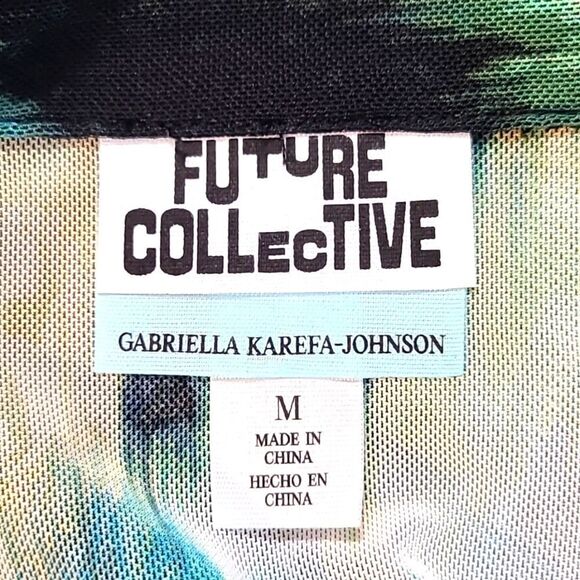 FUTURE
COLLECTIVE
GABRIELLA KAREFA-JOHNSON
M
MADE IN
CHINA
HECHO EN
CHINA